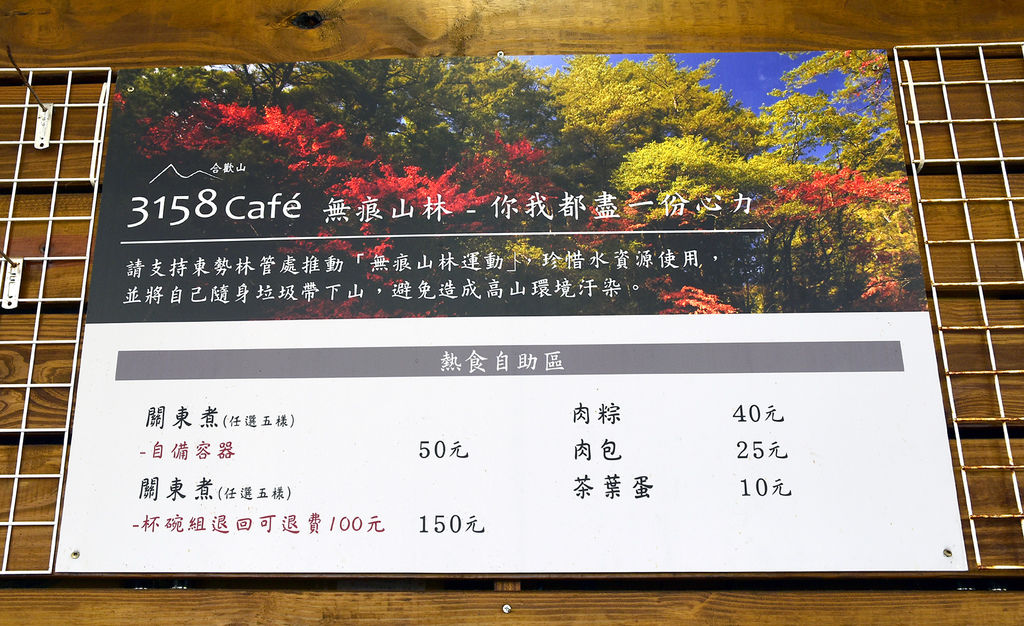 合歡山
3158 Café 無痕山林 - 你我都盡一份心力
請支持東勢林管處推動「無痕山林運動」，珍惜水資源使用，
並將自己隨身垃圾帶下山，避免造成高山環境汙染。
熱食自助區
關東煮(任選五樣)
-自備容器 50元
關東煮(任選五樣)
-杯碗組退回可退費100元 150元
肉粽 40元
肉包 25元
茶葉蛋 10元